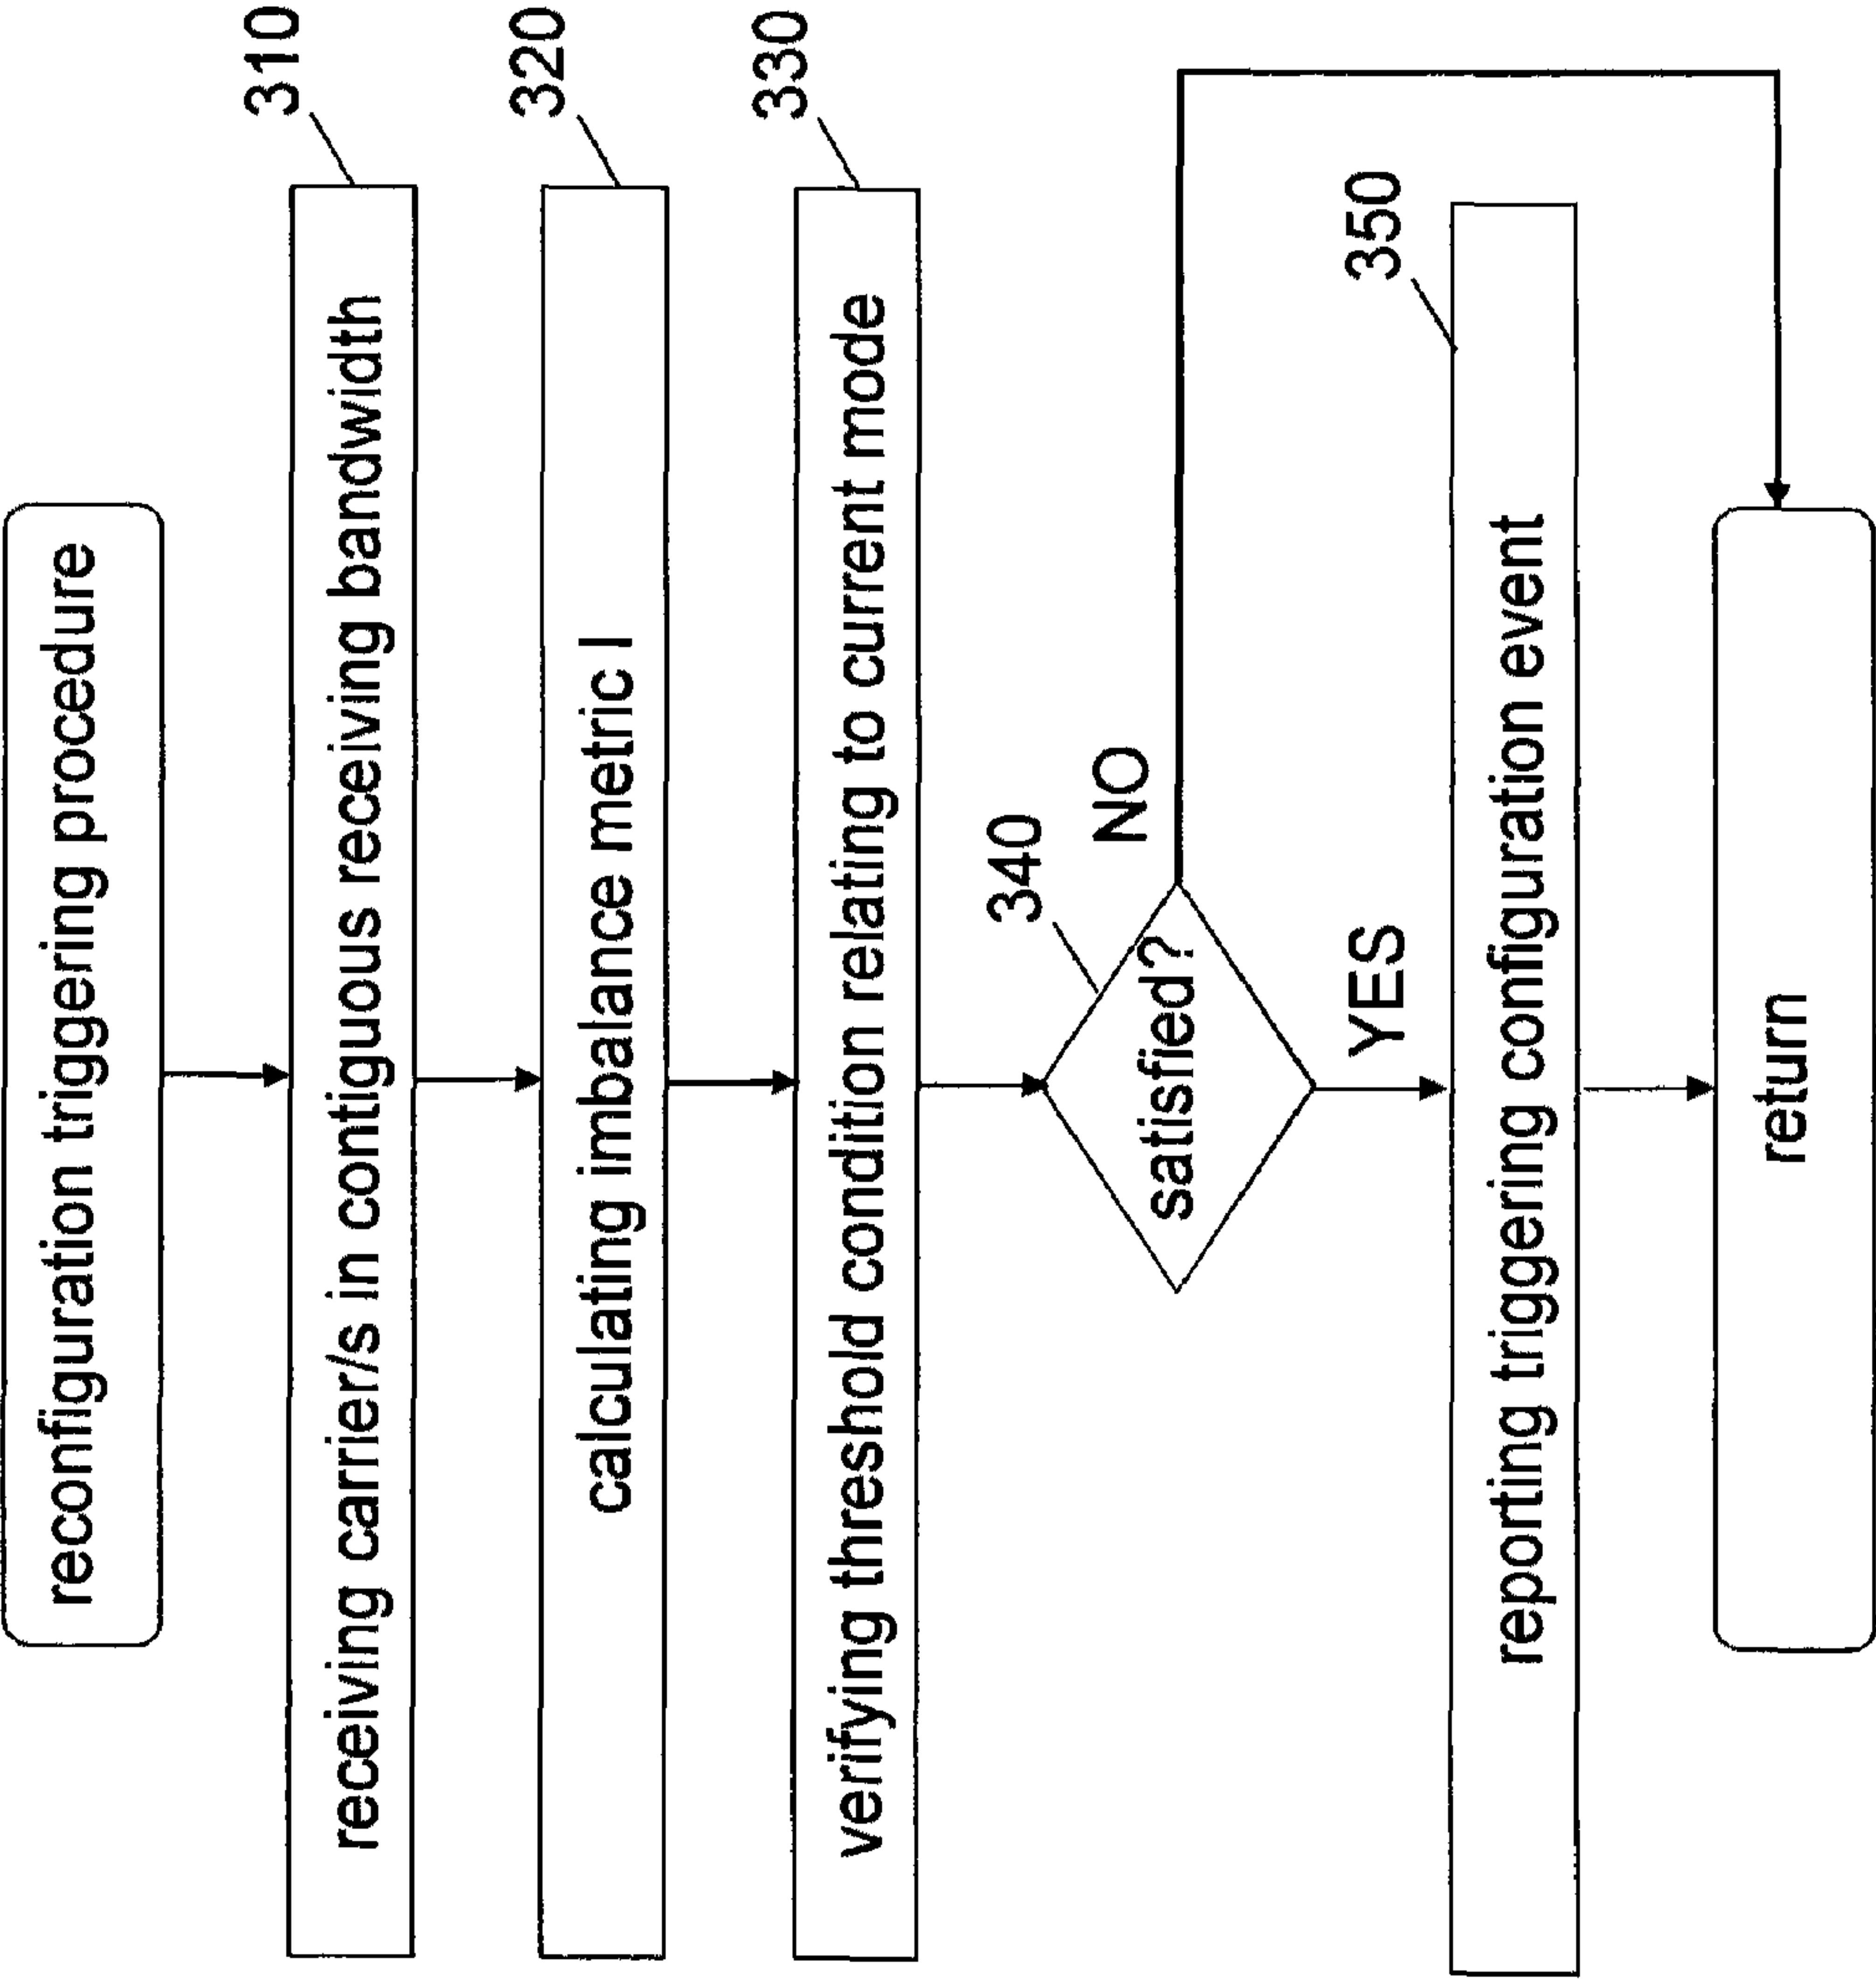 reconfiguration triggering procedure
310
receiving carrier/s in contiguous receiving bandwidth
320
calculating imbalance metric I
330
verifying threshold condition relating to current mode
340
satisfied?
NO
YES
350
reporting triggering configuration event
return